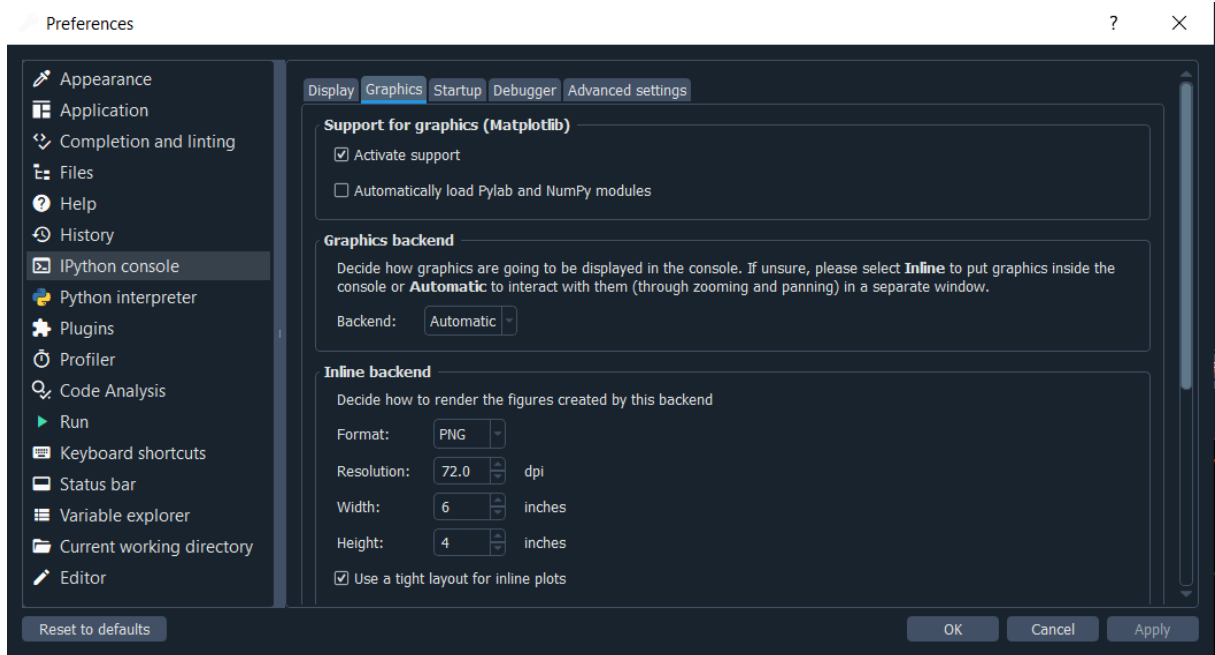 Preferences
?
Appearance
Application
Completion and linting
Files
Help
History
IPython console
Python interpreter
Plugins
Profiler
Code Analysis
Run
Keyboard shortcuts
Status bar
Variable explorer
Current working directory
Editor
Display Graphics Startup Debugger Advanced settings
Support for graphics (Matplotlib)
Activate support
Automatically load Pylab and NumPy modules
Graphics backend
Decide how graphics are going to be displayed in the console. If unsure, please select Inline to put graphics inside the
console or Automatic to interact with them (through zooming and panning) in a separate window.
Backend: Automatic
Inline backend
Decide how to render the figures created by this backend
Format: PNG
Resolution: 72.0 dpi
Width: 6 inches
Height: 4 inches
Use a tight layout for inline plots
Reset to defaults
OK Cancel Apply